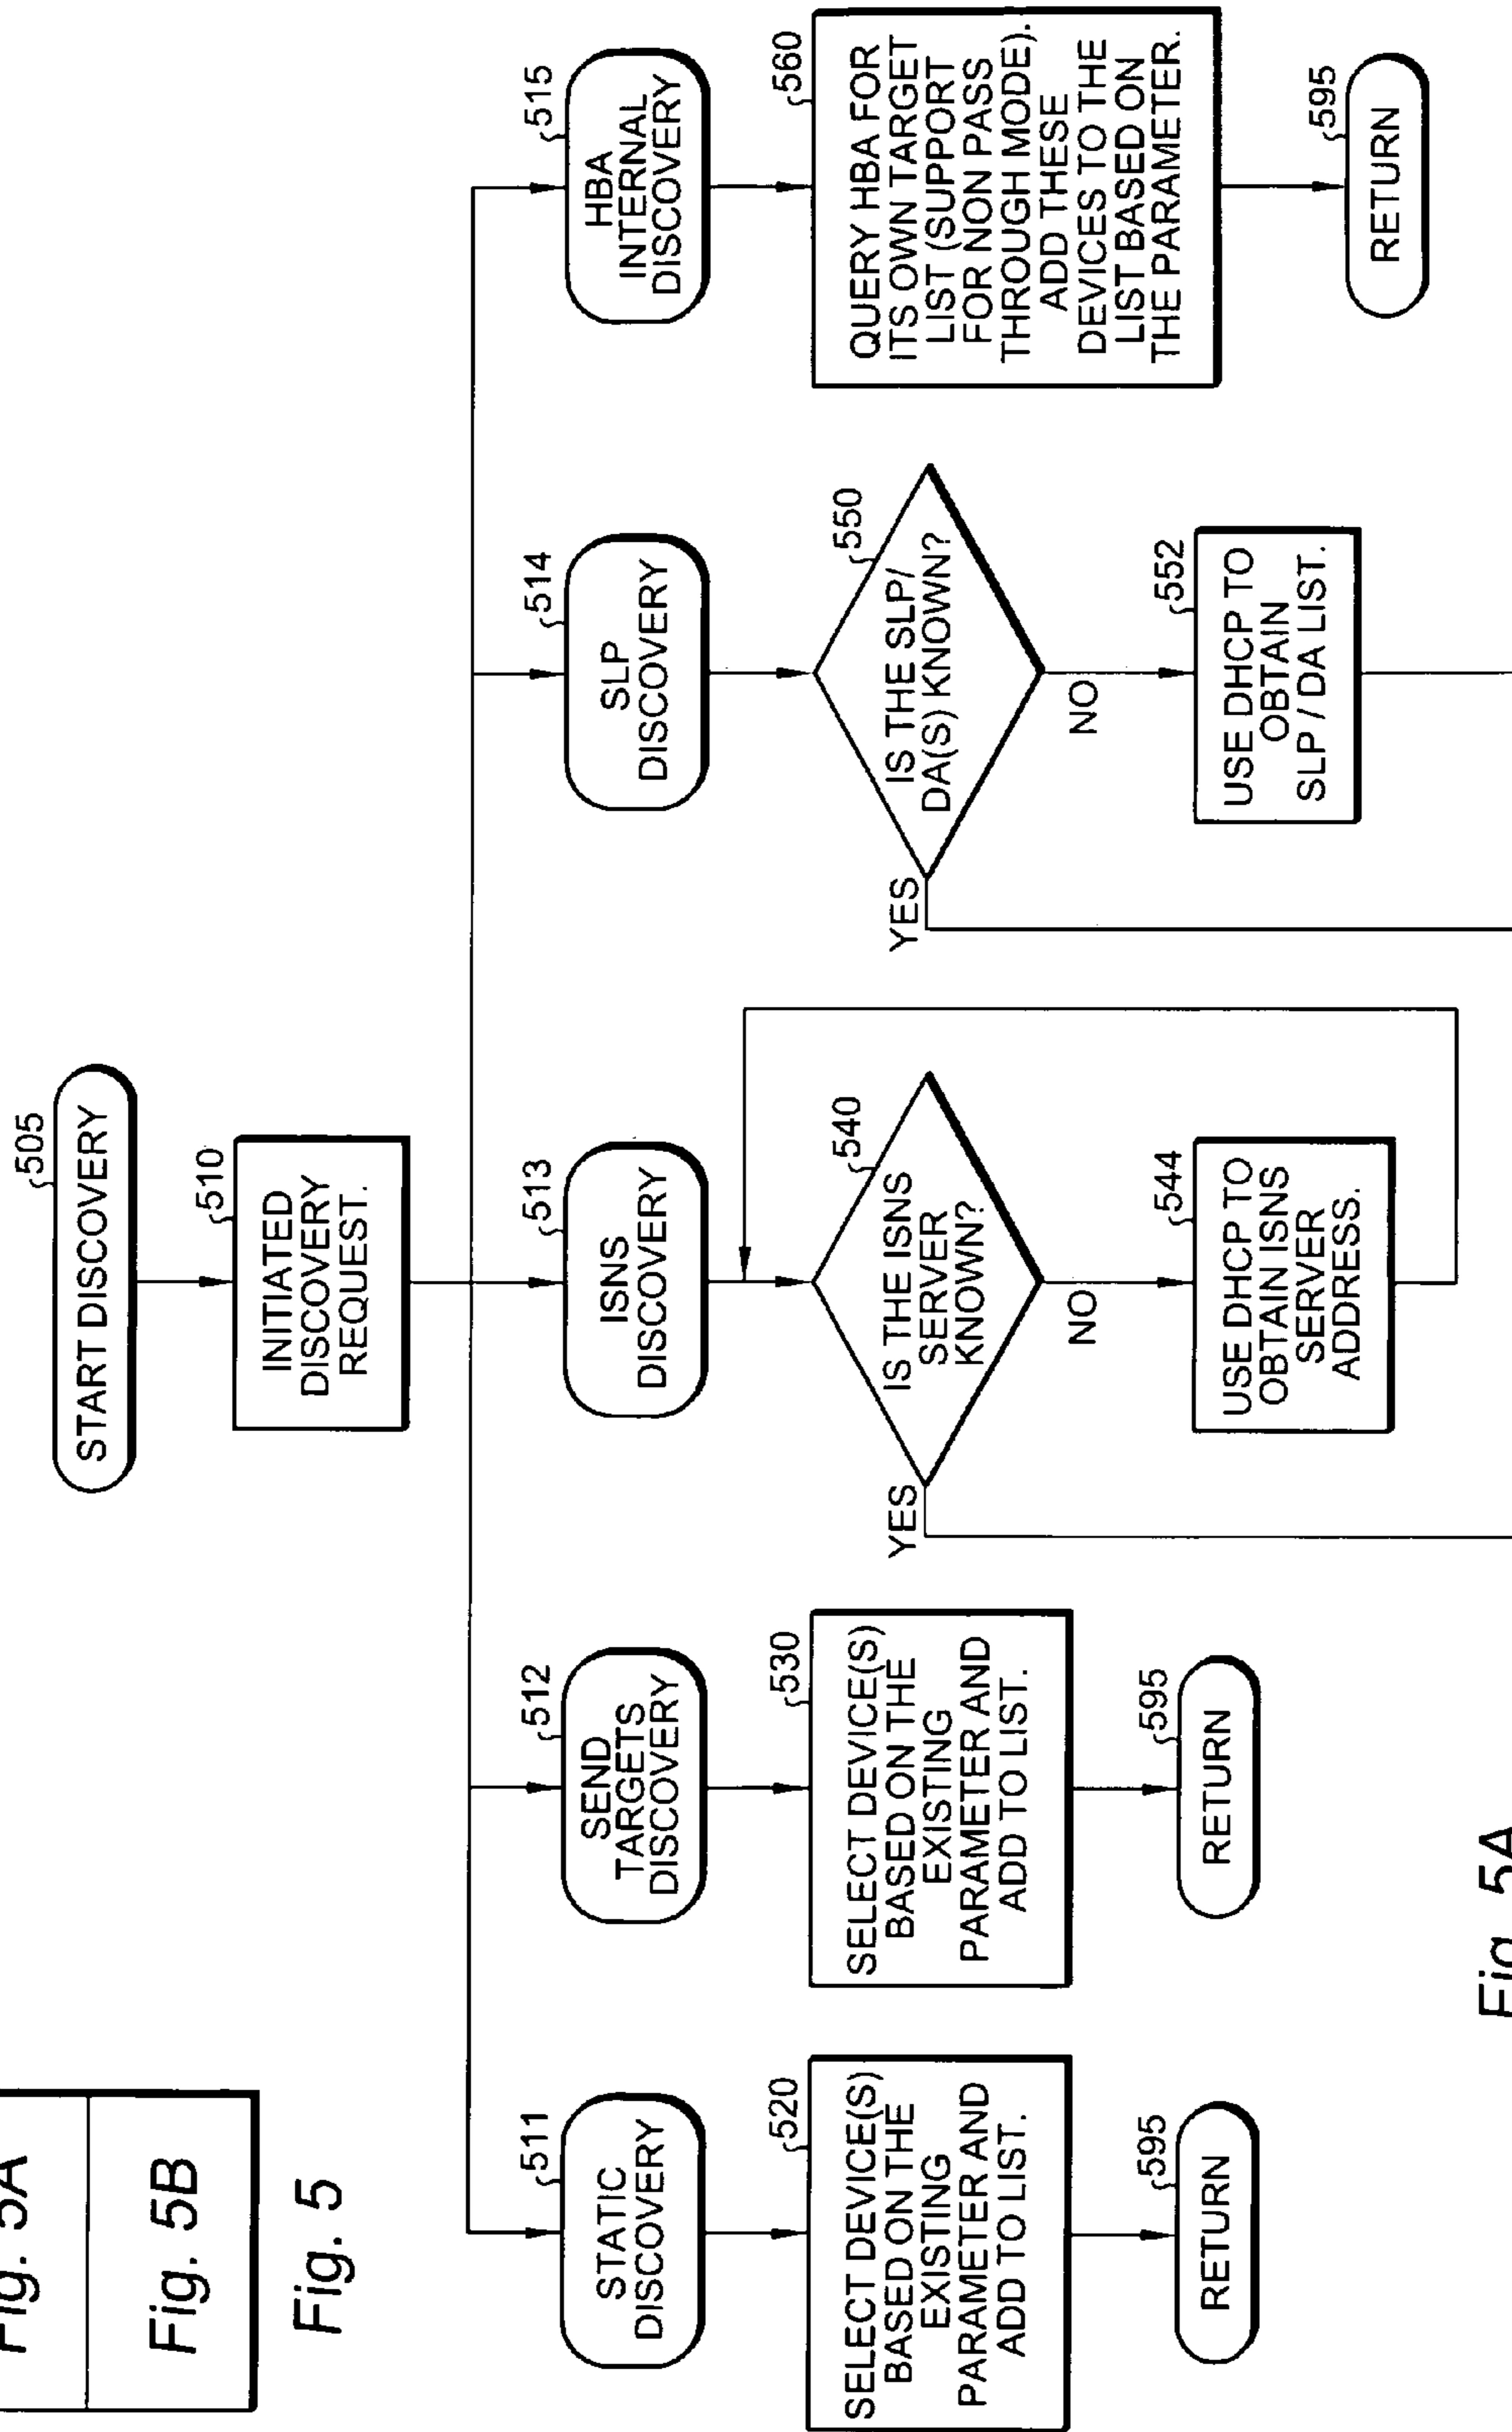 Fig. 5A
Fig. 5B
Fig. 5
505
START DISCOVERY
510
INITIATED
DISCOVERY
REQUEST.
511
STATIC
DISCOVERY
520
SELECT DEVICE(S)
BASED ON THE
EXISTING
PARAMETER AND
ADD TO LIST.
595
RETURN
512
SEND
TARGETS
DISCOVERY
530
SELECT DEVICE(S)
BASED ON THE
EXISTING
PARAMETER AND
ADD TO LIST.
595
RETURN
513
ISNS
DISCOVERY
540
IS THE ISNS
SERVER
KNOWN?
YES
NO
544
USE DHCP TO
OBTAIN ISNS
SERVER
ADDRESS.
514
SLP
DISCOVERY
550
IS THE SLP/
DA(S) KNOWN?
YES
NO
552
USE DHCP TO
OBTAIN
SLP / DA LIST.
515
HBA
INTERNAL
DISCOVERY
560
QUERY HBA FOR
ITS OWN TARGET
LIST (SUPPORT
FOR NON PASS
THROUGH MODE).
ADD THESE
DEVICES TO THE
LIST BASED ON
THE PARAMETER.
595
RETURN
Fig. 5A